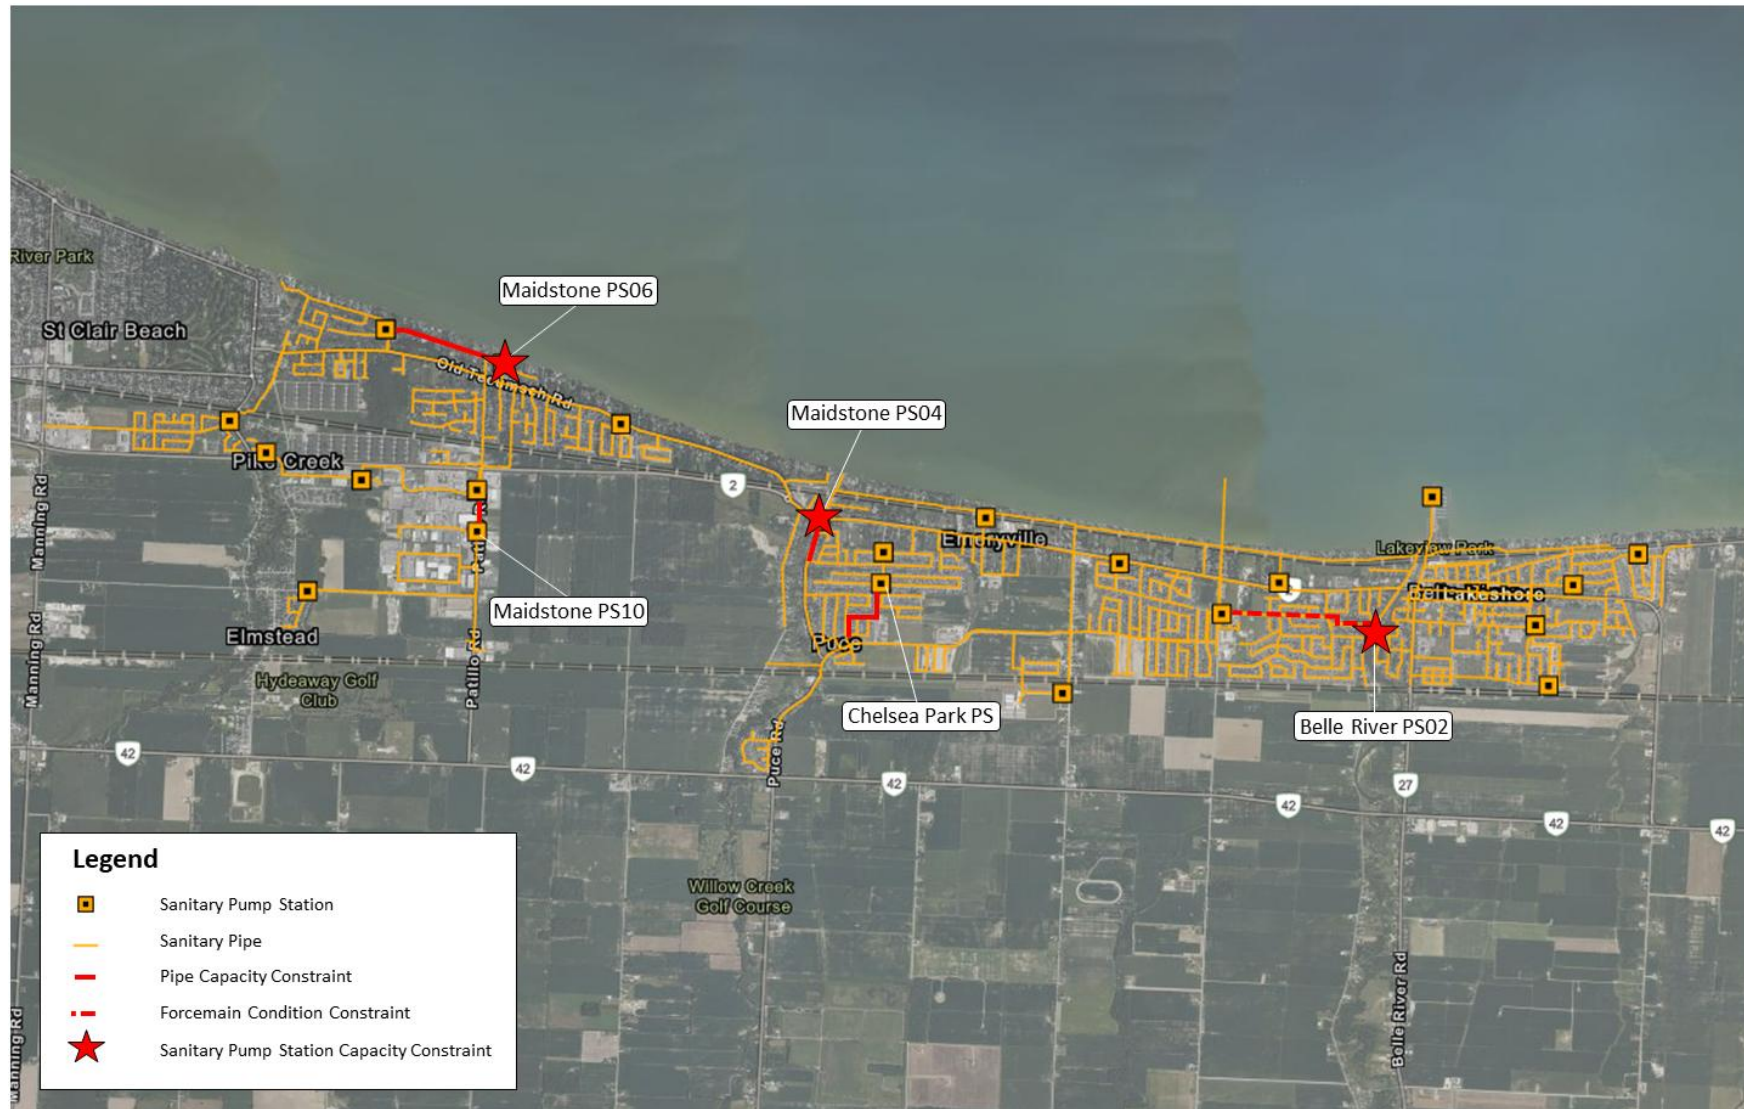 River Park
St Clair Beach
Maidstone PS06
Old Tecumseh Rd
Maidstone PS04
Pike Creek
2
Manning Rd
Emeryville
Lakeview Park
Maidstone PS10
Lakeshore
Manning Rd
Elmstead
Patillo Rd
Puce
Hydeaway Golf
Club
Chelsea Park PS
Belle River PS02
Puce Rd
42
42
42
27
42
42
42
Willow Creek
Golf Course
Belle River Rd
Manning Rd
Legend
Sanitary Pump Station
Sanitary Pipe
Pipe Capacity Constraint
Forcemain Condition Constraint
Sanitary Pump Station Capacity Constraint